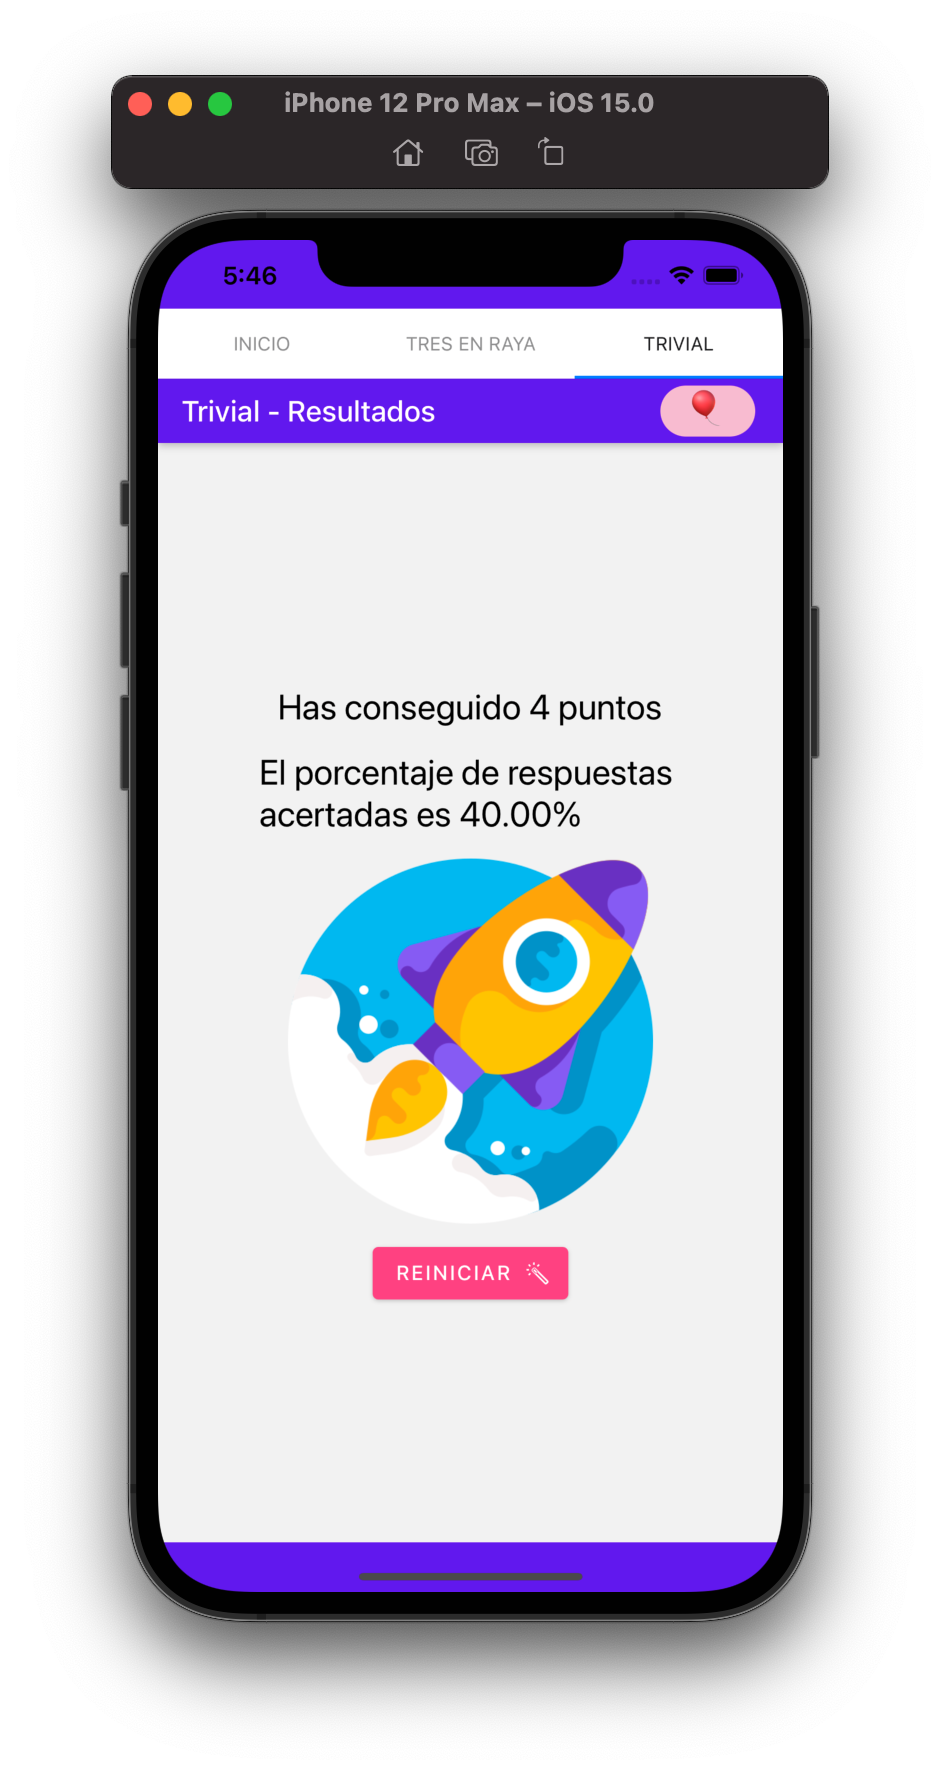 iPhone 12 Pro Max – iOS 15.0
5:46
INICIO TRES EN RAYA TRIVIAL
Trivial - Resultados
Has conseguido 4 puntos
El porcentaje de respuestas
acertadas es 40.00%
REINICIAR